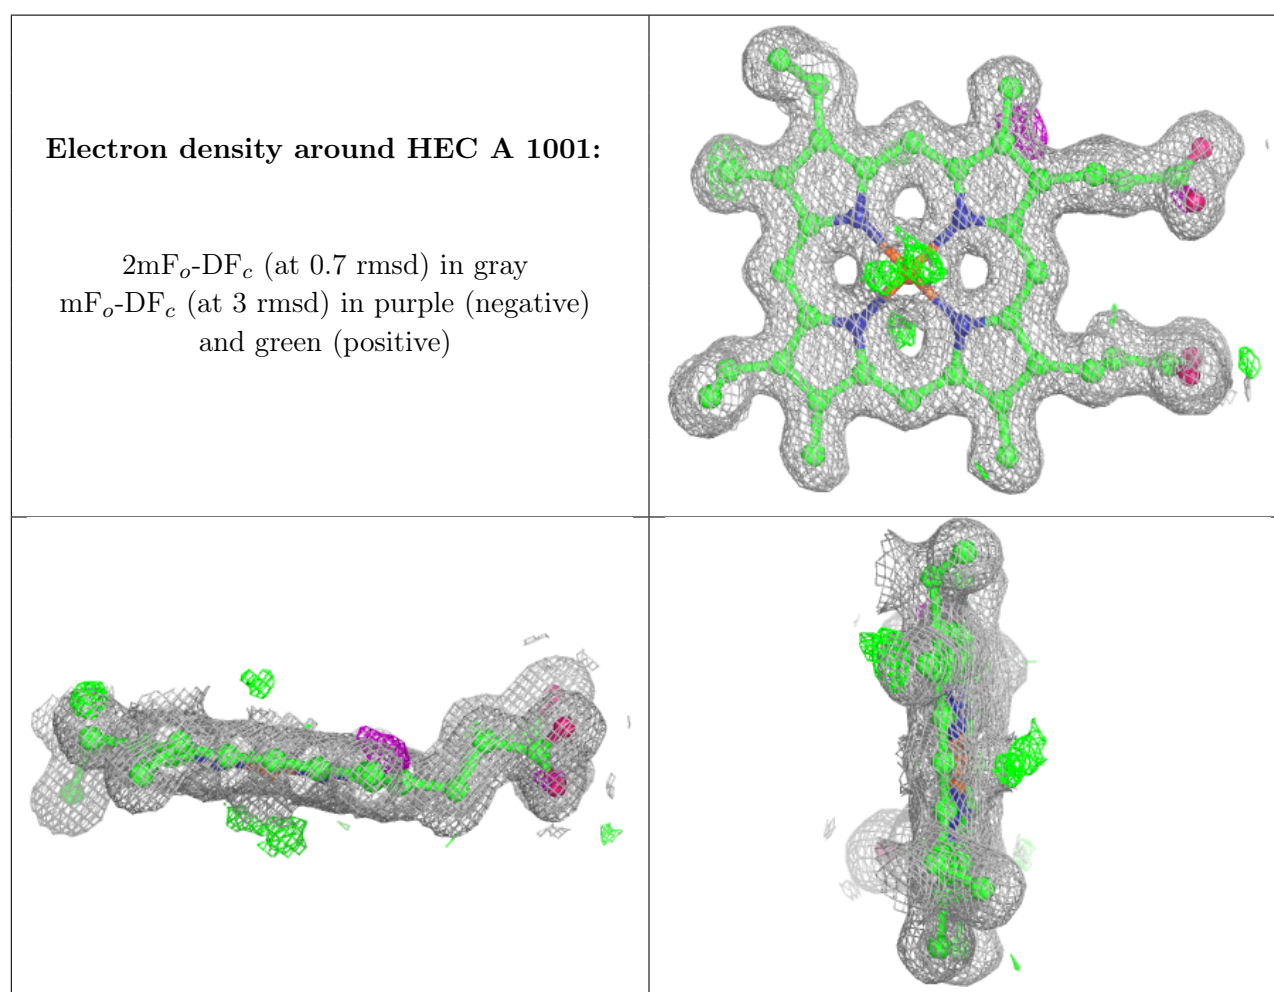 Electron density around HEC A 1001:
2mFₒ-DF𝒸 (at 0.7 rmsd) in gray
mFₒ-DF𝒸 (at 3 rmsd) in purple (negative)
and green (positive)